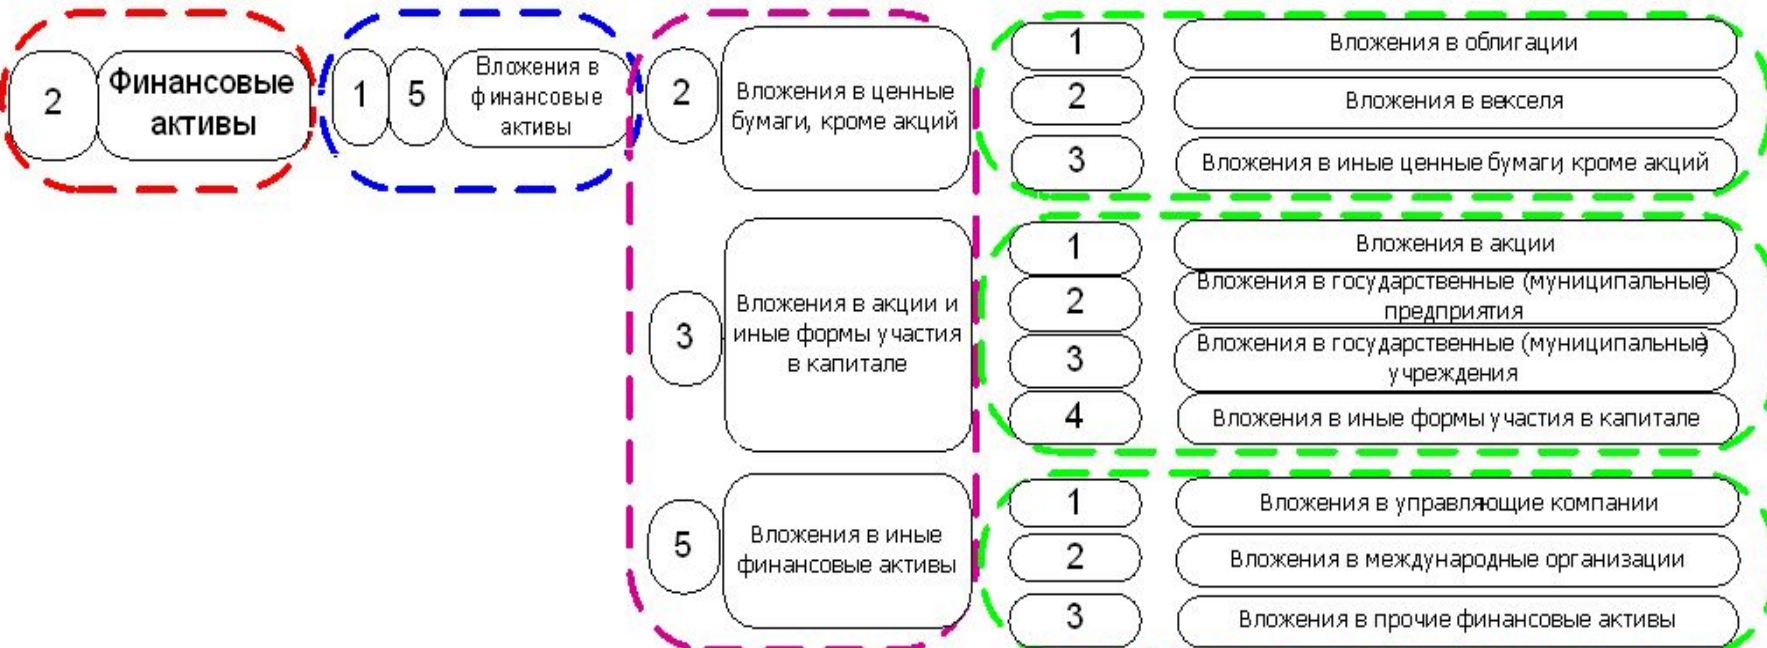 2
Финансовые
активы
1
5
Вложения в
финансовые
активы
2
Вложения в ценные
бумаги, кроме акций
1
Вложения в облигации
2
Вложения в векселя
3
Вложения в иные ценные бумаги, кроме акций
3
Вложения в акции и
иные формы участия
в капитале
1
Вложения в акции
2
Вложения в государственные (муниципальные)
предприятия
3
Вложения в государственные (муниципальные)
учреждения
4
Вложения в иные формы участия в капитале
5
Вложения в иные
финансовые активы
1
Вложения в управляющие компании
2
Вложения в международные организации
3
Вложения в прочие финансовые активы